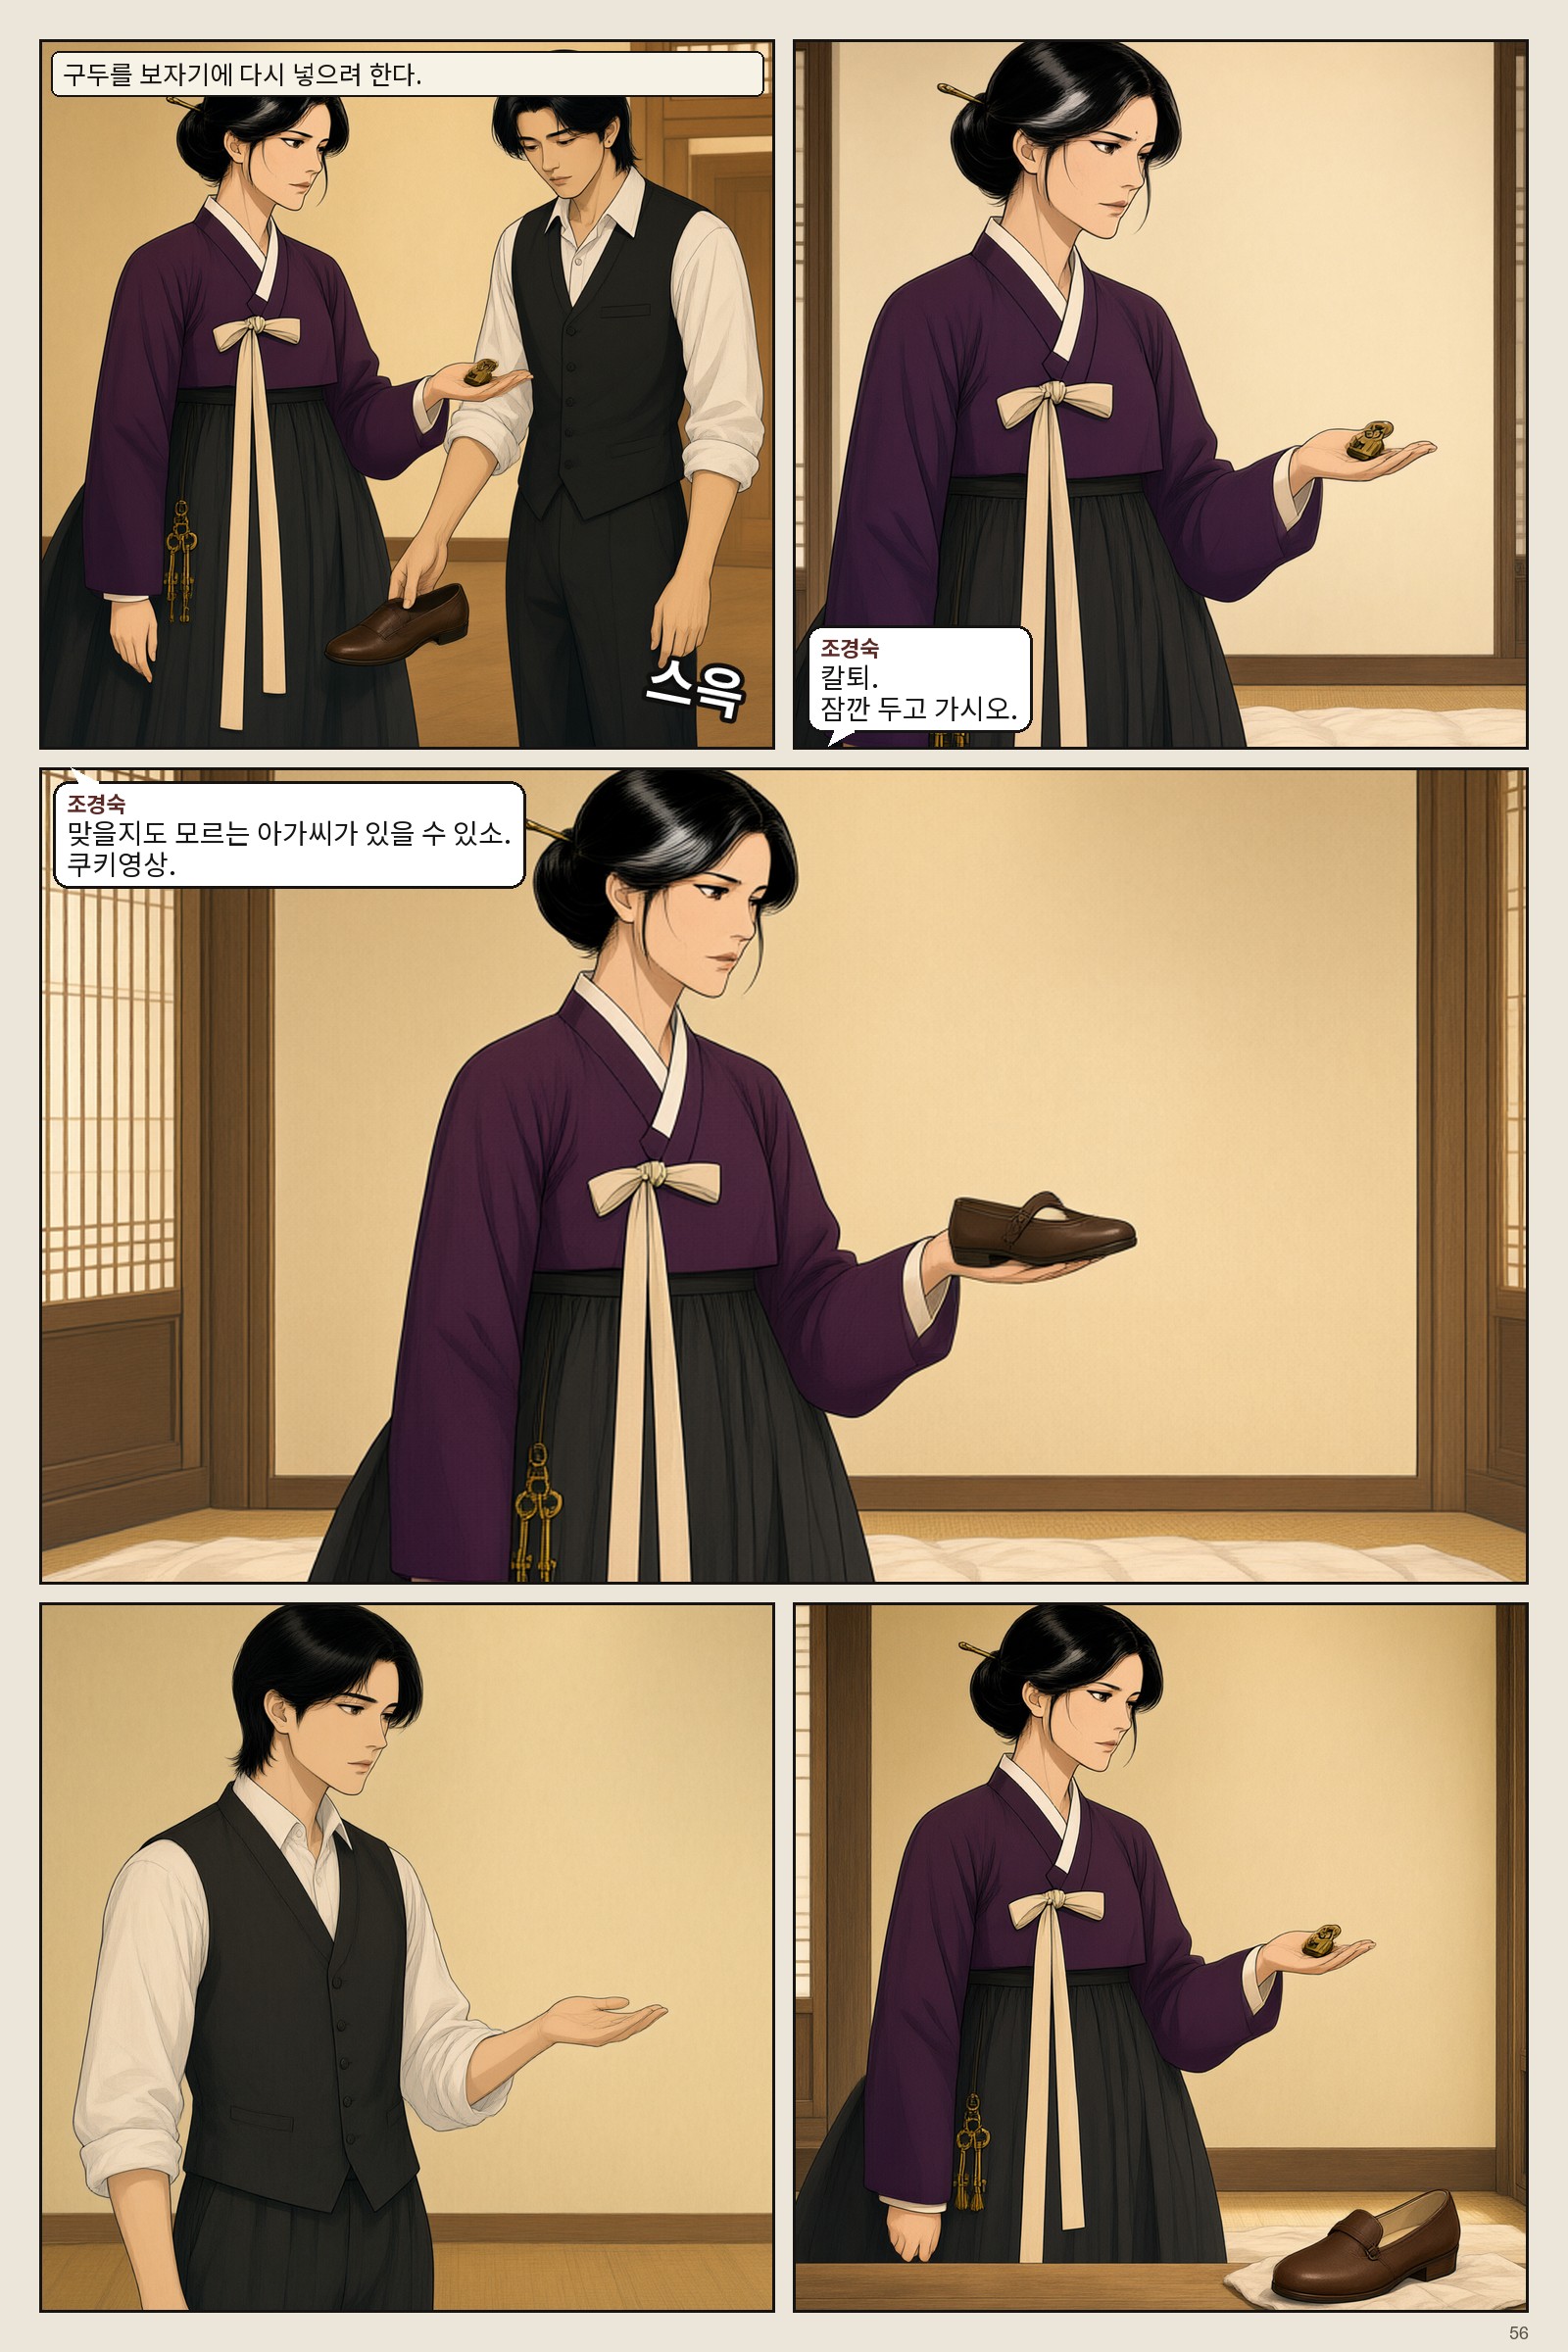 구두를 보자기에 다시 넣으려 한다.
스윽
조경숙
칼퇴.
잠깐 두고 가시오.
조경숙
맞을지도 모르는 아가씨가 있을 수 있소.
쿠키영상.
56